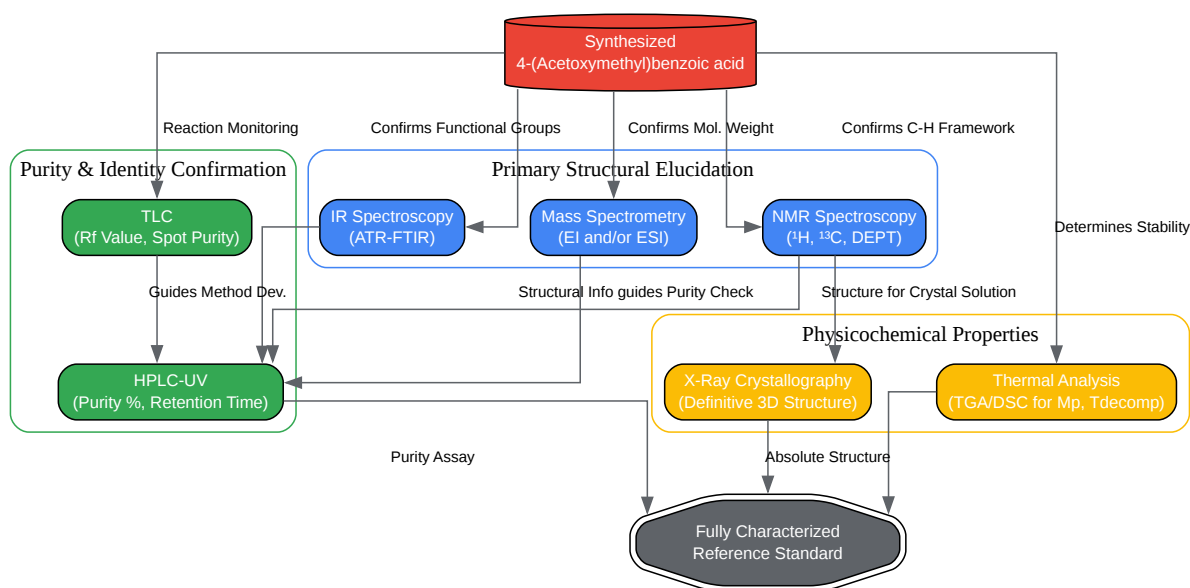 Synthesized
4-(Acetoxymethyl)benzoic acid
Reaction Monitoring
Confirms Functional Groups
Confirms Mol. Weight
Confirms C-H Framework
Purity & Identity Confirmation
Primary Structural Elucidation
TLC
(Rf Value, Spot Purity)
IR Spectroscopy
(ATR-FTIR)
Mass Spectrometry
(EI and/or ESI)
NMR Spectroscopy
(¹H, ¹³C, DEPT)
Determines Stability
Guides Method Dev.
Structural Info guides Purity Check
Structure for Crystal Solution
Physicochemical Properties
HPLC-UV
(Purity %, Retention Time)
X-Ray Crystallography
(Definitive 3D Structure)
Thermal Analysis
(TGA/DSC for Mp, Tdecomp)
Purity Assay
Absolute Structure
Fully Characterized
Reference Standard